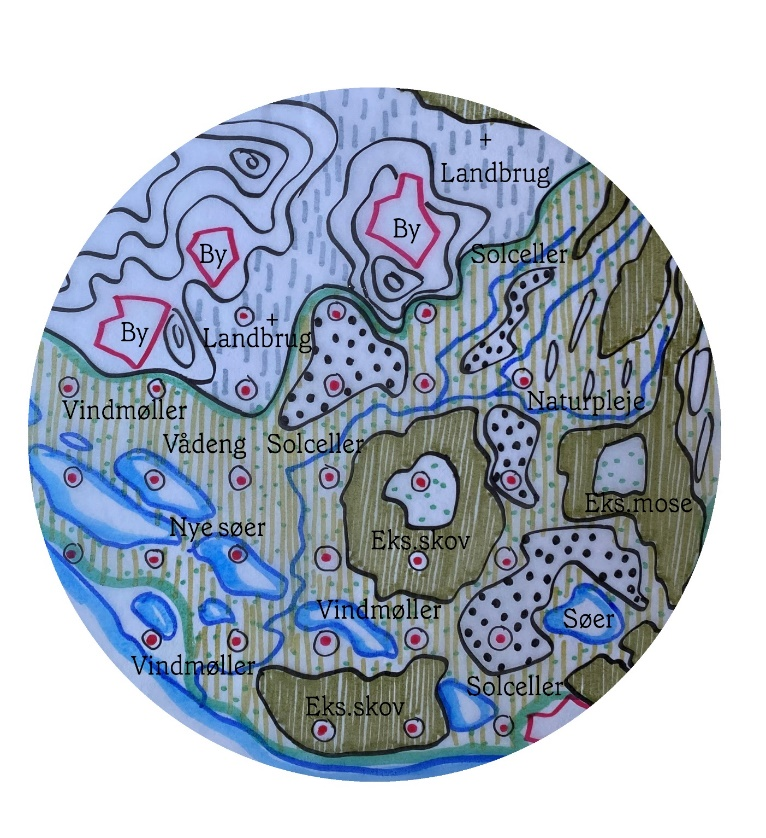 +
Landbrug
By
By
Solceller
By
+
Landbrug
Vindmøller
Naturpleje
Vådeng
Solceller
Eks.mose
Nye søer
Eks.skov
Vindmøller
Søer
Vindmøller
Solceller
Eks.skov